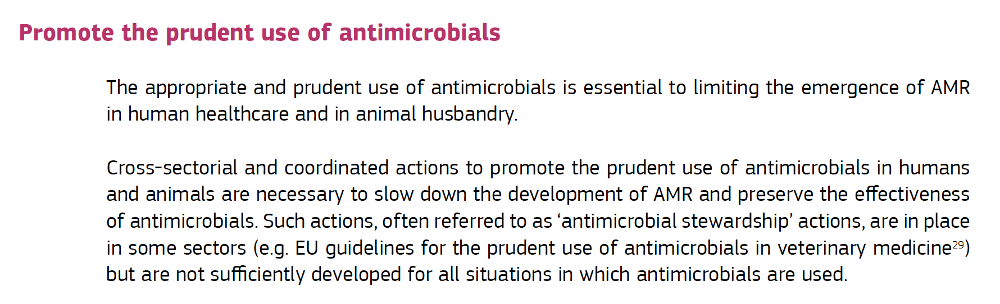 Promote the prudent use of antimicrobials
The appropriate and prudent use of antimicrobials is essential to limiting the emergence of AMR
in human healthcare and in animal husbandry.
Cross-sectorial and coordinated actions to promote the prudent use of antimicrobials in humans
and animals are necessary to slow down the development of AMR and preserve the effectiveness
of antimicrobials. Such actions, often referred to as ‘antimicrobial stewardship’ actions, are in place
in some sectors (e.g. EU guidelines for the prudent use of antimicrobials in veterinary medicine²⁹)
but are not sufficiently developed for all situations in which antimicrobials are used.